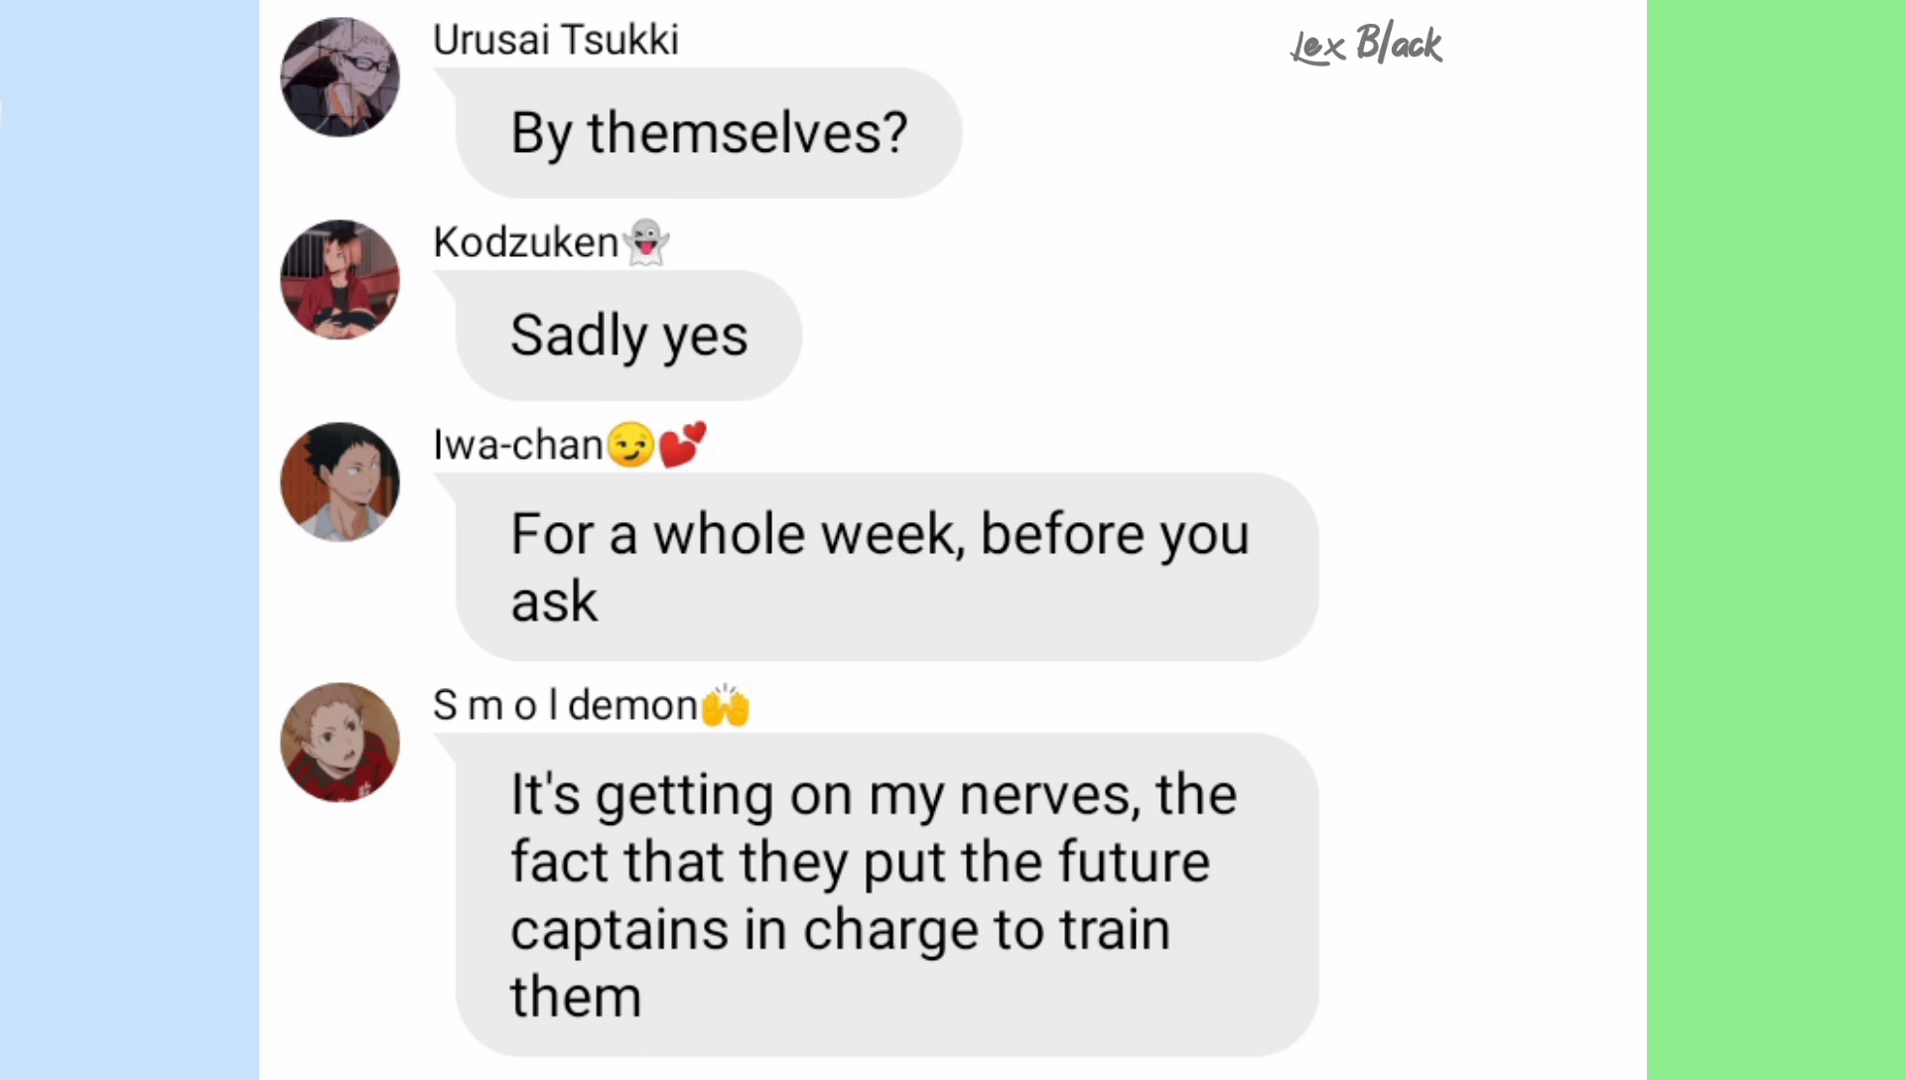 Urusai Tsukki
Lex Black
By themselves?
Kodzuken👻
Sadly yes
Iwa-chan😏💕
For a whole week, before you
ask
S m o l demon🙌
It's getting on my nerves, the
fact that they put the future
captains in charge to train
them